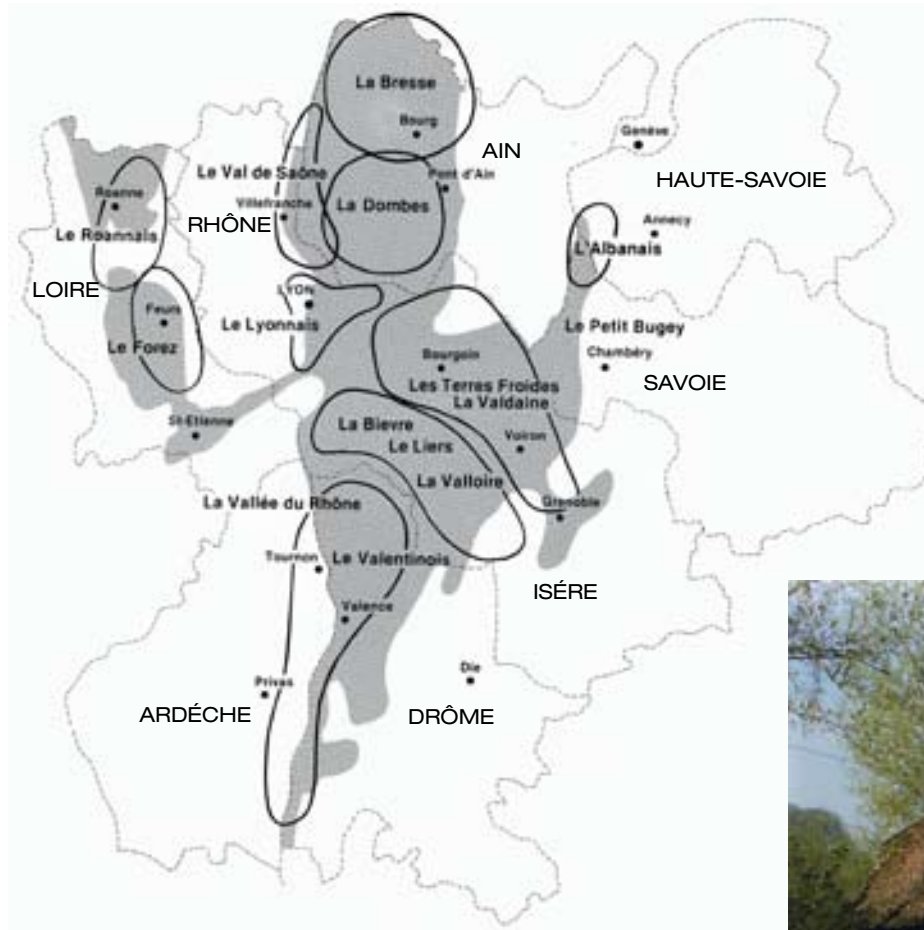 La Bresse
Bourg
AIN
Genève
HAUTE-SAVOIE
Le Val de Saône
Pont d'Ain
Roanne
Villefranche
La Dombes
RHÔNE
Annecy
Le Roannais
L'Albanais
LOIRE
LYON
Feurs
Le Lyonnais
Le Petit Bugey
Le Forez
Bourgoin
Chambéry
Les Terres Froides
SAVOIE
La Valdaine
St-Etienne
La Bievre
Voiron
Le Liers
La Valloire
La Vallée du Rhône
Grenoble
Tournon
Le Valentinois
ISÉRE
Valence
Die
Privas
ARDÉCHE
DRÔME